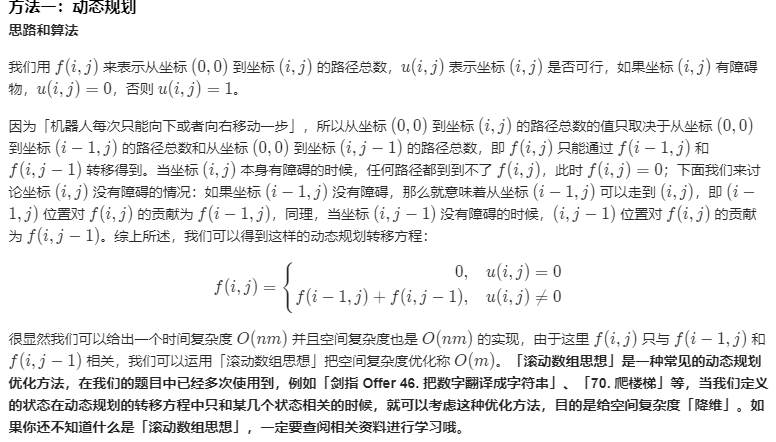 方法一：动态规划
思路和算法
我们用 f(i, j) 来表示从坐标 (0, 0) 到坐标 (i, j) 的路径总数，u(i, j) 表示坐标 (i, j) 是否可行，如果坐标 (i, j) 有障碍
物，u(i, j) = 0，否则 u(i, j) = 1。
因为「机器人每次只能向下或者向右移动一步」，所以从坐标 (0, 0) 到坐标 (i, j) 的路径总数的值只取决于从坐标 (0, 0)
到坐标 (i − 1, j) 的路径总数和从坐标 (0, 0) 到坐标 (i, j − 1) 的路径总数，即 f(i, j) 只能通过 f(i − 1, j) 和
f(i, j − 1) 转移得到。当坐标 (i, j) 本身有障碍的时候，任何路径都到到不了 f(i, j)，此时 f(i, j) = 0；下面我们来讨
论坐标 (i, j) 没有障碍的情况：如果坐标 (i − 1, j) 没有障碍，那么就意味着从坐标 (i − 1, j) 可以走到 (i, j)，即 (i −
1, j) 位置对 f(i, j) 的贡献为 f(i − 1, j)，同理，当坐标 (i, j − 1) 没有障碍的时候，(i, j − 1) 位置对 f(i, j) 的贡献
为 f(i, j − 1)。综上所述，我们可以得到这样的动态规划转移方程：
f(i, j) = { 0, u(i, j) = 0
f(i − 1, j) + f(i, j − 1), u(i, j) ≠ 0
很显然我们可以给出一个时间复杂度 O(nm) 并且空间复杂度也是 O(nm) 的实现，由于这里 f(i, j) 只与 f(i − 1, j) 和
f(i, j − 1) 相关，我们可以运用「滚动数组思想」把空间复杂度优化称 O(m)。「滚动数组思想」是一种常见的动态规划
优化方法，在我们的题目中已经多次使用到，例如「剑指 Offer 46. 把数字翻译成字符串」、「70. 爬楼梯」等，当我们定义
的状态在动态规划的转移方程中只和某几个状态相关的时候，就可以考虑这种优化方法，目的是给空间复杂度「降维」。如
果你还不知道什么是「滚动数组思想」，一定要查阅相关资料进行学习哦。